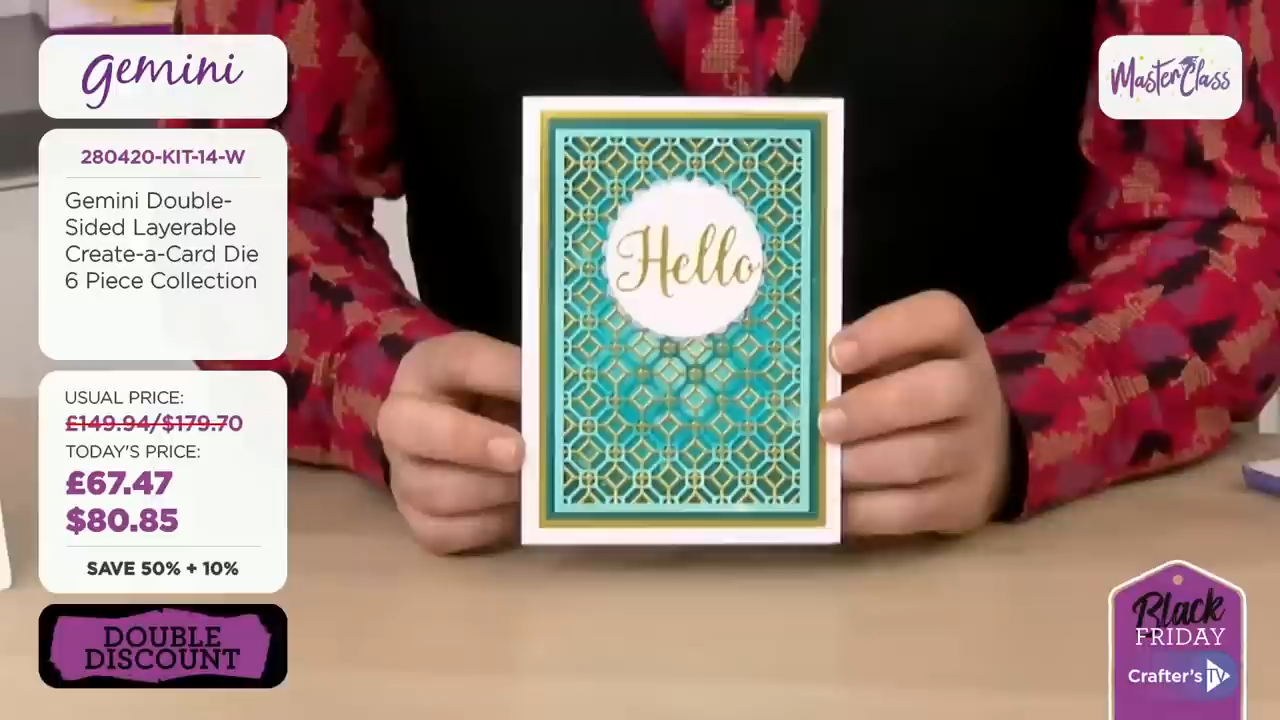 gemini
280420-KIT-14-W
Gemini Double-
Sided Layerable
Create-a-Card Die
6 Piece Collection
USUAL PRICE:
£149.94/$179.70
TODAY'S PRICE:
£67.47
$80.85
SAVE 50% + 10%
DOUBLE
DISCOUNT
MasterClass
Hello
Black
FRIDAY
Crafter's TV